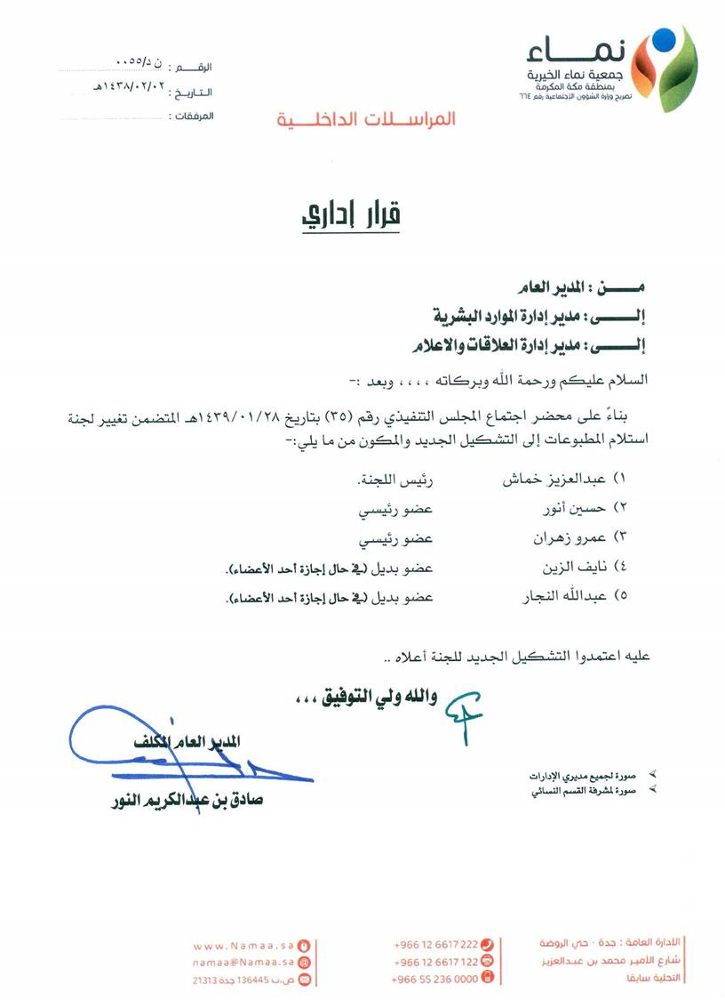 نماء
جمعية نماء الخيرية
بمنطقة مكة المكرمة
تصريح وزارة الشؤون الإجتماعية رقم ٦٦٤
الرقـــم : ن د/٠٠٥٥
التـاريـخ : ١٤٣٨/٠٢/٠٢هـ
المرفقات :
المراسـلات الداخلـيـة
قرار إداري
مـــــن : المدير العام
إلـــــى : مدير إدارة الموارد البشرية
إلـــــى : مدير إدارة العلاقات والاعلام
السلام عليكم ورحمة الله وبركاته ،،،، وبعد :-
بناءً على محضر اجتماع المجلس التنفيذي رقم (٣٥) بتاريخ ١٤٣٩/٠١/٢٨هـ المتضمن تغيير لجنة
استلام المطبوعات إلى التشكيل الجديد والمكون من ما يلي:-
١) عبدالعزيز خماش رئيس اللجنة.
٢) حسين أنور عضو رئيسي
٣) عمرو زهران عضو رئيسي
٤) نايف الزين عضو بديل (في حال إجازة أحد الأعضاء).
٥) عبدالله النجار عضو بديل (في حال إجازة أحد الأعضاء).
عليه اعتمدوا التشكيل الجديد للجنة أعلاه ..
والله ولي التوفيق ،،،
المدير العام المكلف
صادق بن عبدالكريم النور
صورة لجميع مديري الإدارات
صورة لمشرفة القسم النسائي
الإدارة العامة : جدة - حي الروضة
شارع الأمير محمد بن عبدالعزيز
التحلية سابقا
+966 12 6617 222
+966 12 6617 122
+966 55 236 0000
www.Namaa.sa
namaa@Namaa.sa
ص.ب 136445 جدة 21313